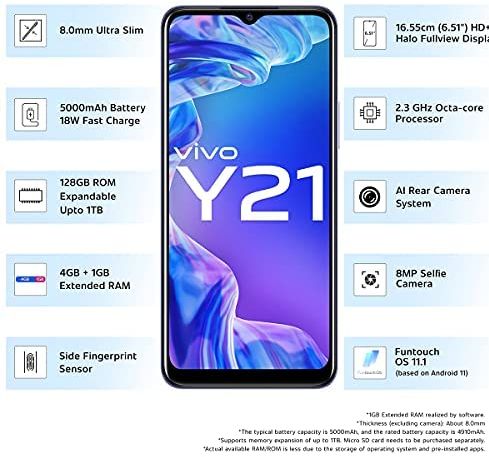 8.0mm Ultra Slim
5000mAh Battery
18W Fast Charge
128GB ROM
Expandable
Upto 1TB
4GB + 1GB
Extended RAM
Side Fingerprint
Sensor
vivo
Y21
6.51"
16.55cm (6.51") HD+
Halo Fullview Displa
2.3 GHz Octa-core
Processor
AI Rear Camera
System
8MP Selfie
Camera
Funtouch
OS 11.1
(based on Android 11)
*1GB Extended RAM realized by software.
*Thickness (excluding camera): About 8.0mm
*The typical battery capacity is 5000mAh, and the rated battery capacity is 4910mAh.
*Supports memory expansion of up to 1TB. Micro SD card needs to be purchased separately.
*Actual available RAM/ROM is less due to the storage of operating system and pre-installed apps.